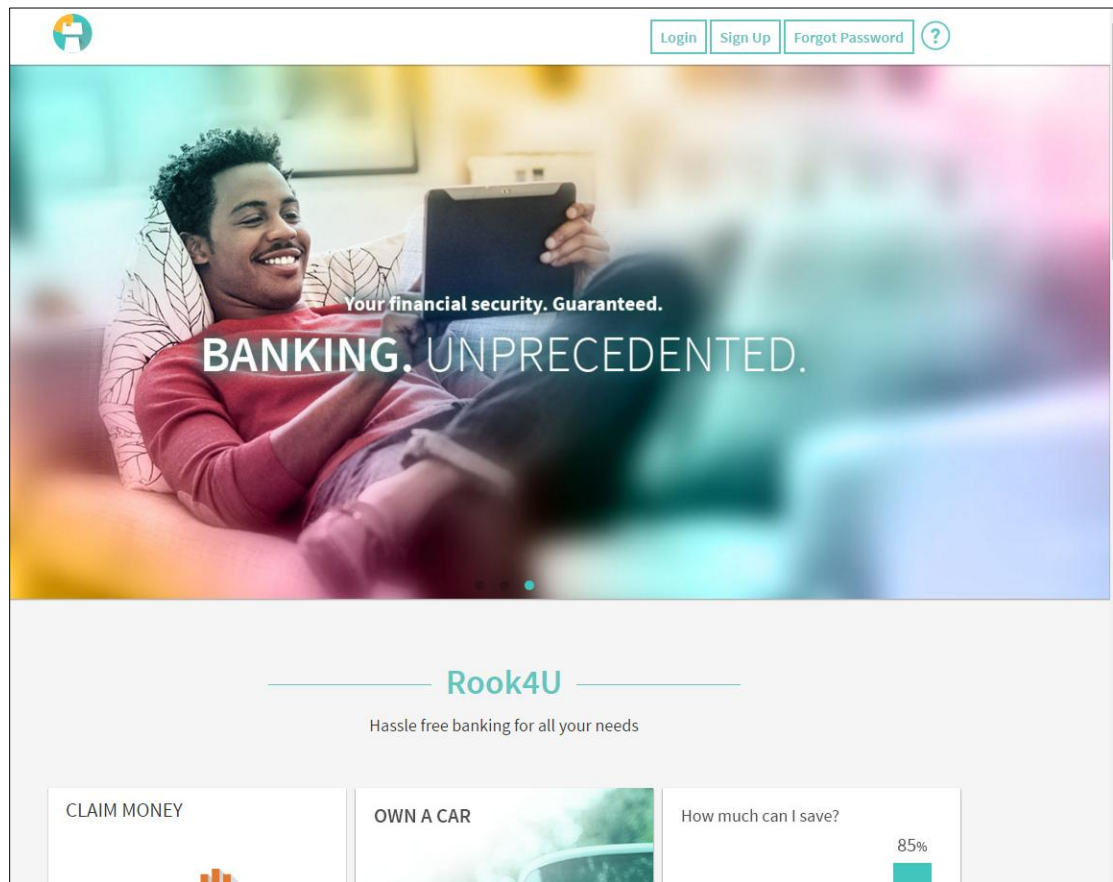 Login Sign Up Forgot Password ?
Your financial security. Guaranteed.
BANKING. UNPRECEDENTED.
Rook4U
Hassle free banking for all your needs
CLAIM MONEY
OWN A CAR
How much can I save?
85%